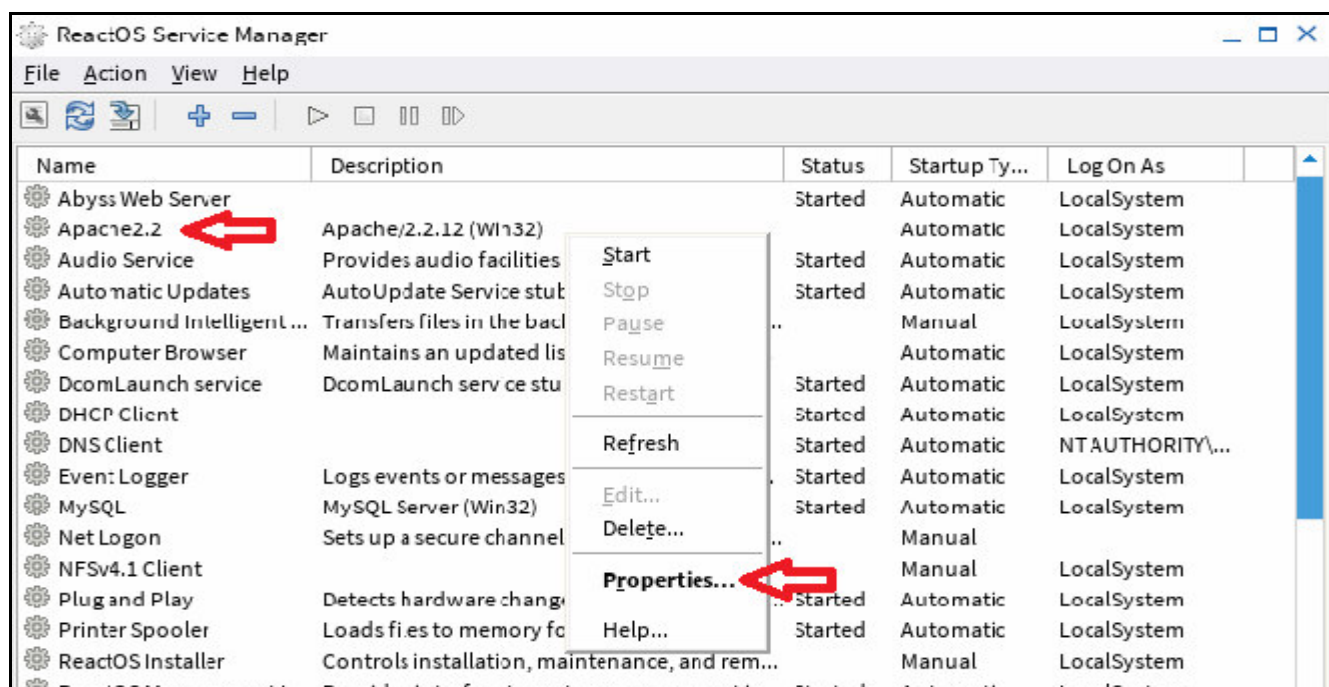 ReactOS Service Manager
File Action View Help
Name Description Status Startup Ty... Log On As
Abyss Web Server Started Automatic LocalSystem
Apache2.2 Apache/2.2.12 (Win32) Automatic LocalSystem
Audio Service Provides audio facilities Started Automatic LocalSystem
Automatic Updates AutoUpdate Service stub Started Automatic LocalSystem
Background Intelligent ... Transfers files in the back .. Manual LocalSystem
Computer Browser Maintains an updated lis Automatic LocalSystem
DcomLaunch service DcomLaunch service stu Started Automatic LocalSystem
DHCP Client Started Automatic LocalSystem
DNS Client Started Automatic NT AUTHORITY\...
Event Logger Logs events or messages . Started Automatic LocalSystem
MySQL MySQL Server (Win32) Started Automatic LocalSystem
Net Logon Sets up a secure channel .. Manual
NFSv4.1 Client Manual LocalSystem
Plug and Play Detects hardware change .. Started Automatic LocalSystem
Printer Spooler Loads files to memory fo Started Automatic LocalSystem
ReactOS Installer Controls installation, maintenance, and rem... Manual LocalSystem
Start
Stop
Pause
Resume
Restart
Refresh
Edit...
Delete...
Properties...
Help...